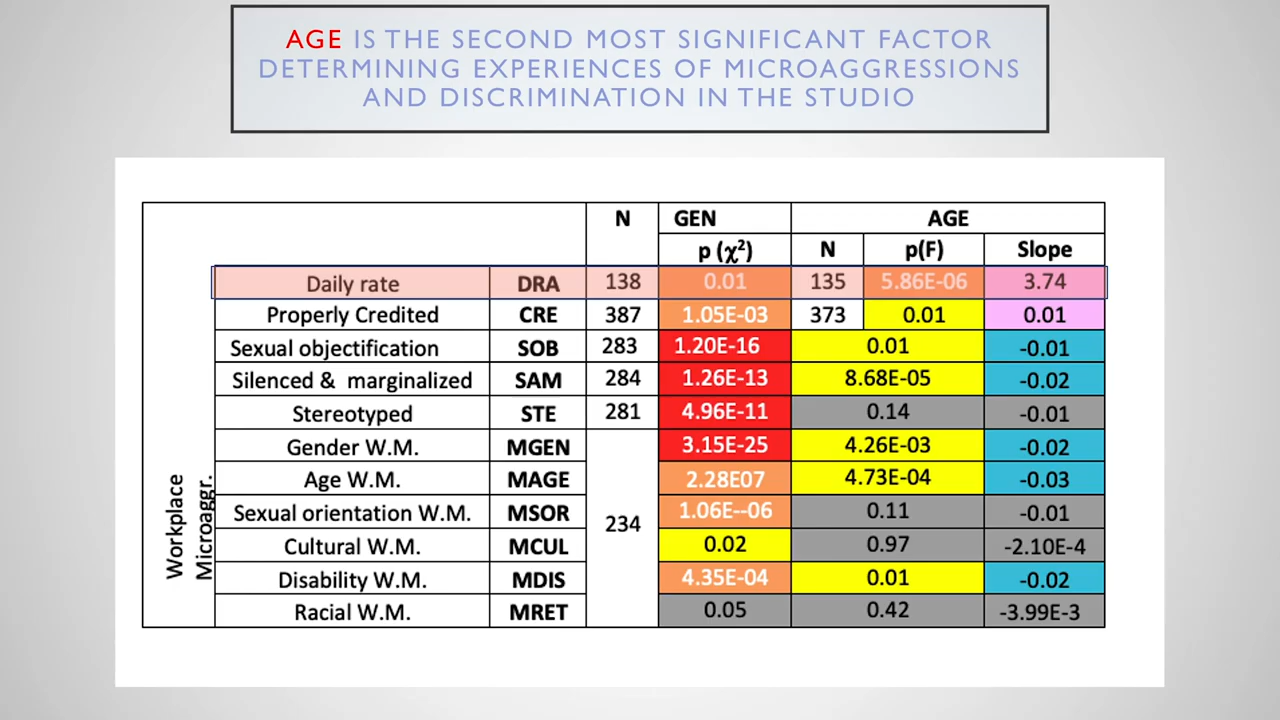 AGE IS THE SECOND MOST SIGNIFICANT FACTOR
DETERMINING EXPERIENCES OF MICROAGGRESSIONS
AND DISCRIMINATION IN THE STUDIO
N GEN AGE
p (χ²) N p(F) Slope
Daily rate DRA 138 0.01 135 5.86E-06 3.74
Properly Credited CRE 387 1.05E-03 373 0.01 0.01
Sexual objectification SOB 283 1.20E-16 0.01 -0.01
Silenced & marginalized SAM 284 1.26E-13 8.68E-05 -0.02
Stereotyped STE 281 4.96E-11 0.14 -0.01
Workplace
Microaggr.
Gender W.M. MGEN 234 3.15E-25 4.26E-03 -0.02
Age W.M. MAGE 2.28E07 4.73E-04 -0.03
Sexual orientation W.M. MSOR 1.06E--06 0.11 -0.01
Cultural W.M. MCUL 0.02 0.97 -2.10E-4
Disability W.M. MDIS 4.35E-04 0.01 -0.02
Racial W.M. MRET 0.05 0.42 -3.99E-3